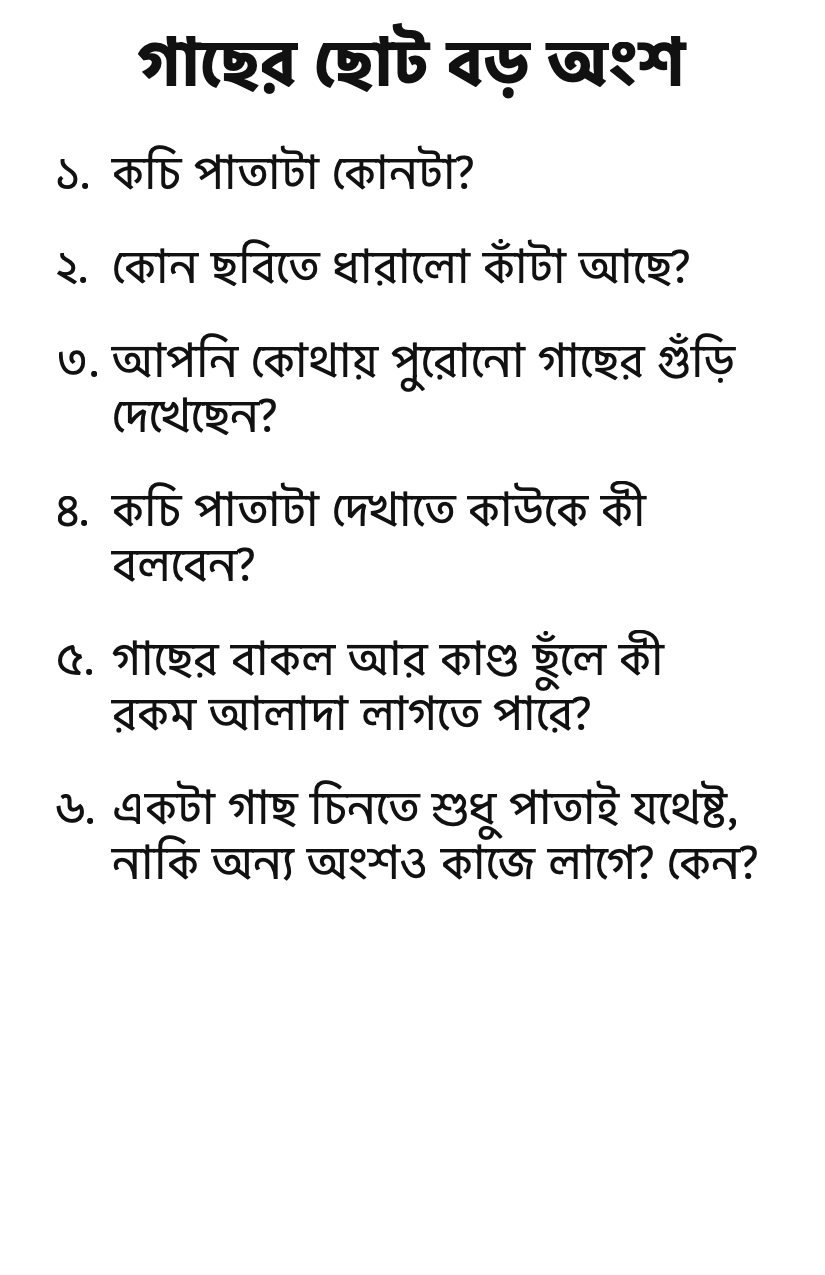 গাছের ছোট বড় অংশ
১. কচি পাতাটা কোনটা?
২. কোন ছবিতে ধারালো কাঁটা আছে?
৩. আপনি কোথায় পুরোনো গাছের গুঁড়ি
দেখেছেন?
৪. কচি পাতাটা দেখাতে কাউকে কী
বলবেন?
৫. গাছের বাকল আর কাণ্ড ছুঁলে কী
রকম আলাদা লাগতে পারে?
৬. একটা গাছ চিনতে শুধু পাতাই যথেষ্ট,
নাকি অন্য অংশও কাজে লাগে? কেন?